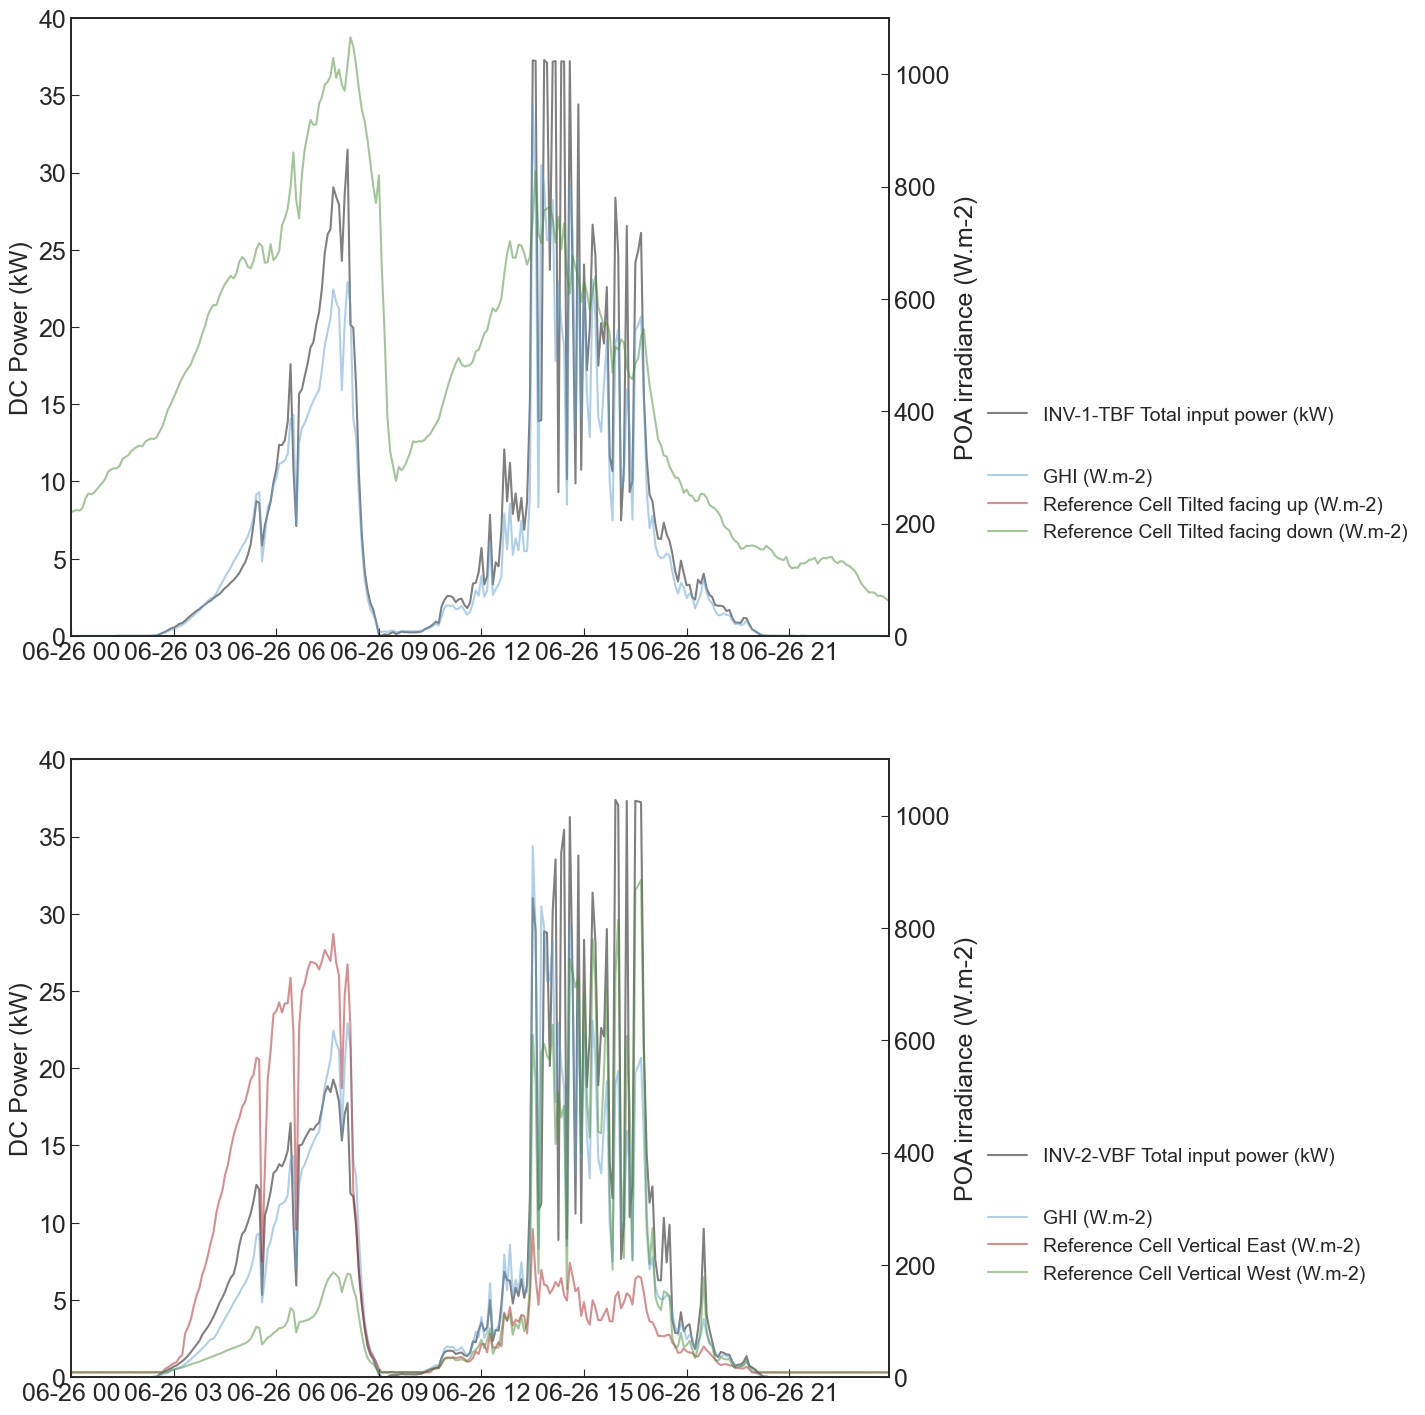 40
35
30
25
20
15
10
5
0
DC Power (kW)
1000
800
600
400
200
0
POA irradiance (W.m-2)
06-26 00 06-26 03 06-26 06 06-26 09 06-26 12 06-26 15 06-26 18 06-26 21
INV-1-TBF Total input power (kW)
GHI (W.m-2)
Reference Cell Tilted facing up (W.m-2)
Reference Cell Tilted facing down (W.m-2)
40
35
30
25
20
15
10
5
0
DC Power (kW)
1000
800
600
400
200
0
POA irradiance (W.m-2)
06-26 00 06-26 03 06-26 06 06-26 09 06-26 12 06-26 15 06-26 18 06-26 21
INV-2-VBF Total input power (kW)
GHI (W.m-2)
Reference Cell Vertical East (W.m-2)
Reference Cell Vertical West (W.m-2)